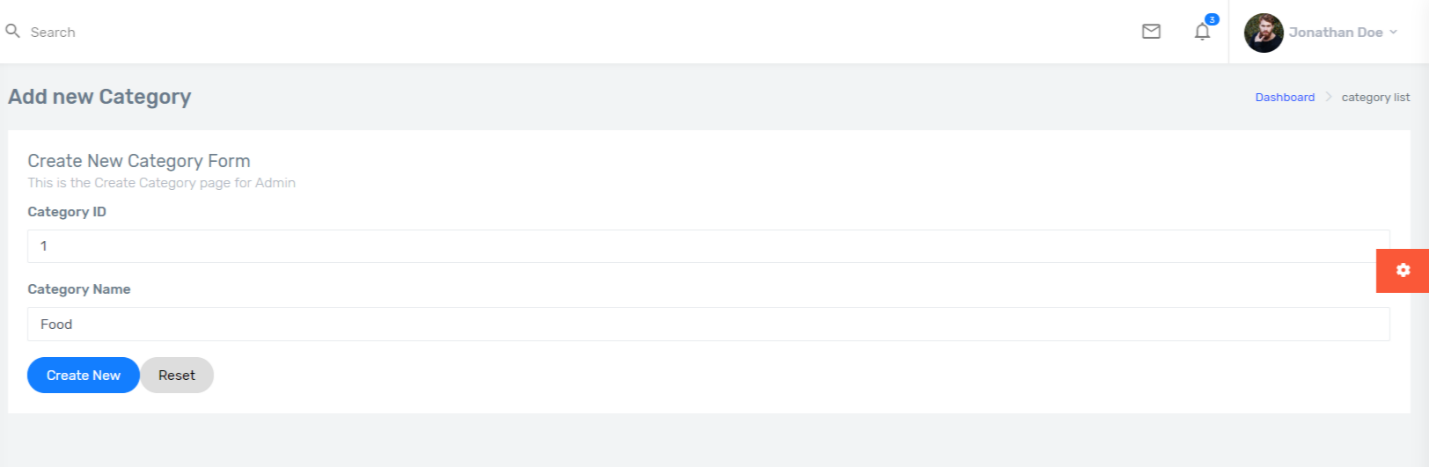 Search
3
Jonathan Doe
Add new Category
Dashboard > category list
Create New Category Form
This is the Create Category page for Admin
Category ID
1
Category Name
Food
Create New Reset